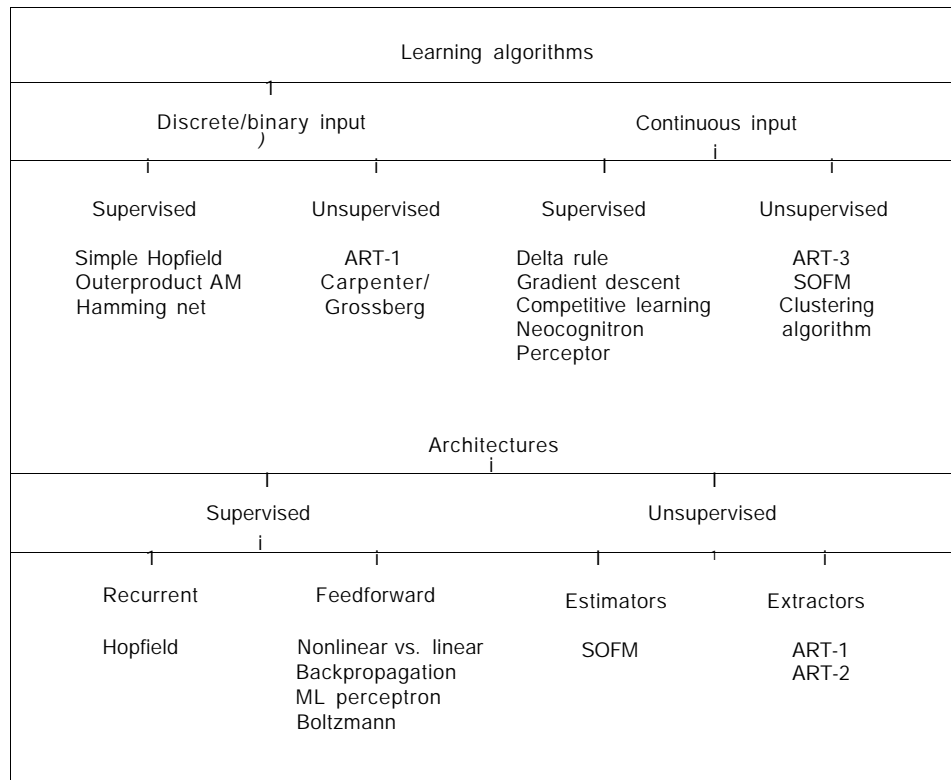 Learning algorithms
Discrete/binary input
Continuous input
Supervised
Unsupervised
Supervised
Unsupervised
Simple Hopfield
Outerproduct AM
Hamming net
ART-1
Carpenter/
Grossberg
Delta rule
Gradient descent
Competitive learning
Neocognitron
Perceptor
ART-3
SOFM
Clustering
algorithm
Architectures
Supervised
Unsupervised
Recurrent
Feedforward
Estimators
Extractors
Hopfield
Nonlinear vs. linear
Backpropagation
ML perceptron
Boltzmann
SOFM
ART-1
ART-2